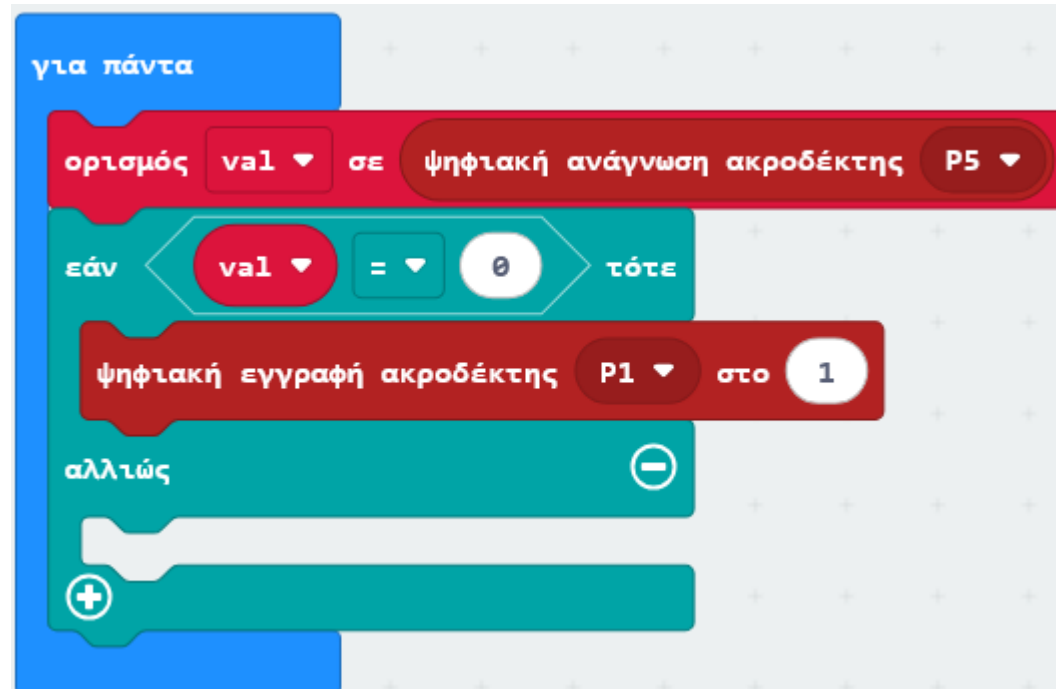 για πάντα
ορισμός val σε ψηφιακή ανάγνωση ακροδέκτης P5
εάν val = 0 τότε
ψηφιακή εγγραφή ακροδέκτης P1 στο 1
αλλιώς